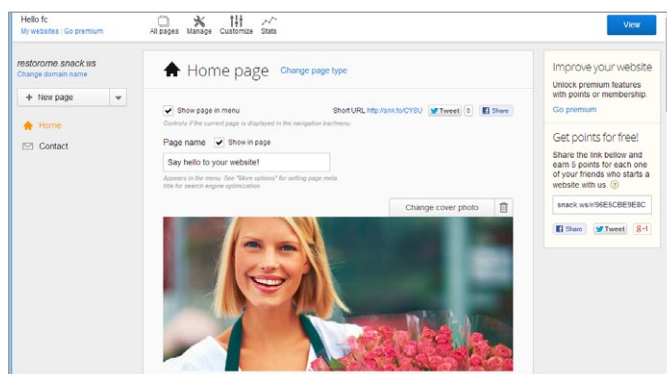 Hello fc
My websites | Go premium
All pages
Manage
Customize
Stats
View
restorome.snack.ws
Change domain name
+ New page
Home
Contact
Home page
Change page type
Show page in menu
Short URL http://snk.to/CYSU
Tweet
0
Share
Controls if the current page is displayed in the navigation bar/menu.
Page name
Show in page
Say hello to your website!
Appears in the menu. See "More options" for setting page meta
title for search engine optimization.
Change cover photo
Improve your website
Unlock premium features
with points or membership.
Go premium
Get points for free!
Share the link bellow and
earn 5 points for each one
of your friends who starts a
website with us. ?
snack.ws/r/96E5CBE9E8C
Share
Tweet
+1